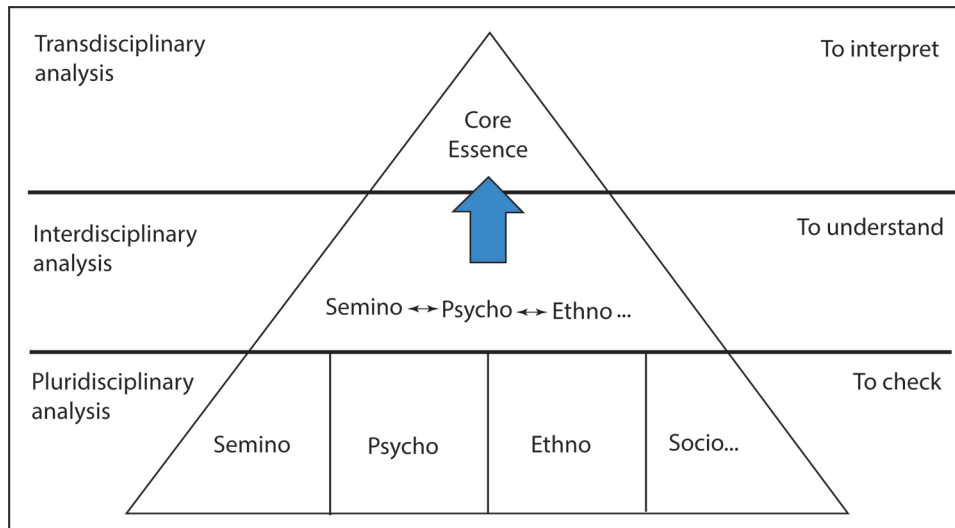 Transdisciplinary
analysis
To interpret
Core
Essence
Interdisciplinary
analysis
To understand
Semino ↔ Psycho ↔ Ethno ...
Pluridisciplinary
analysis
To check
Semino
Psycho
Ethno
Socio...